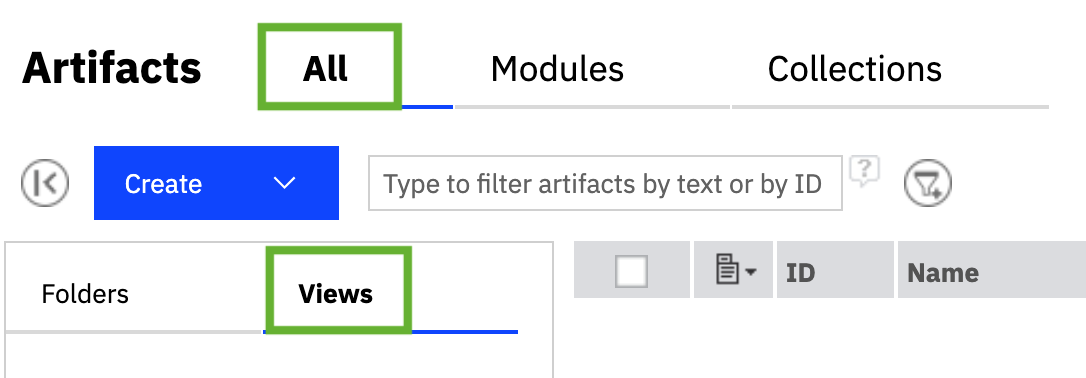 Artifacts All Modules Collections
Create Type to filter artifacts by text or by ID ?
Folders Views
ID Name